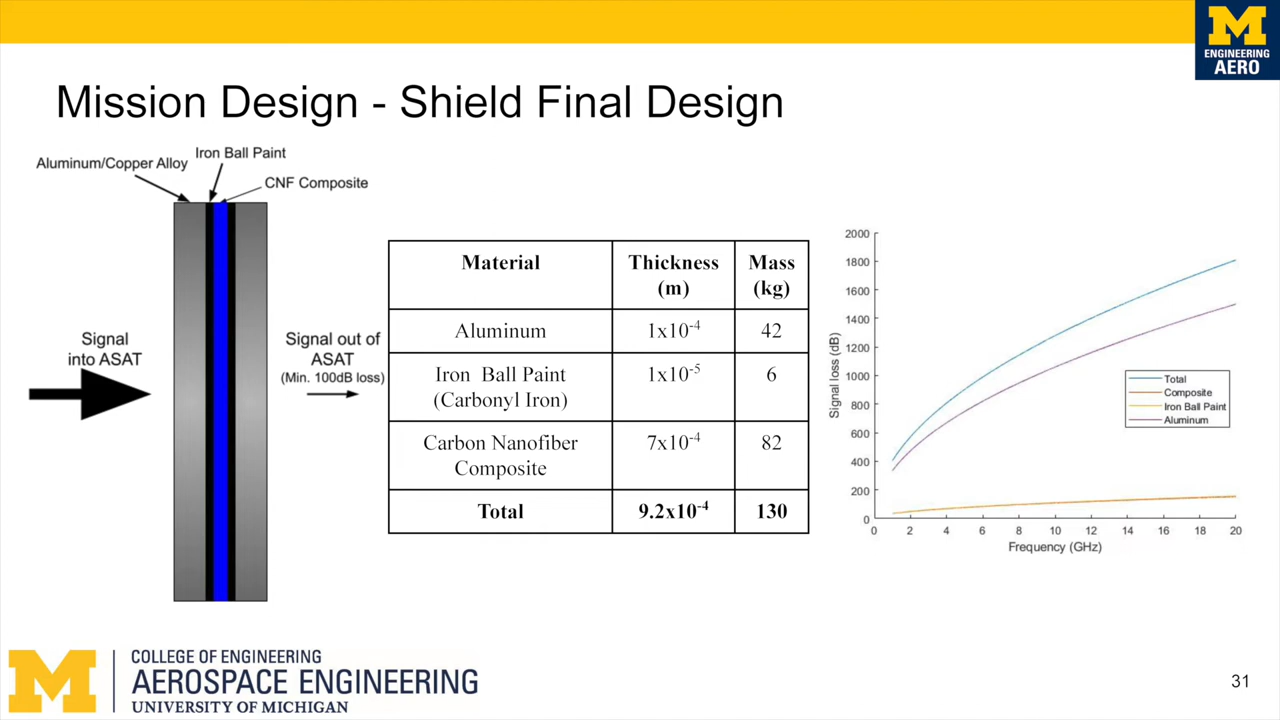 M
ENGINEERING
AERO
Mission Design - Shield Final Design
Iron Ball Paint
Aluminum/Copper Alloy
CNF Composite
Signal
into ASAT
Signal out of
ASAT
(Min. 100dB loss)
Material Thickness (m) Mass (kg)
Aluminum 1x10⁻⁴ 42
Iron Ball Paint (Carbonyl Iron) 1x10⁻⁵ 6
Carbon Nanofiber Composite 7x10⁻⁴ 82
Total 9.2x10⁻⁴ 130
Signal loss (dB)
2000
1800
1600
1400
1200
1000
800
600
400
200
0
0 2 4 6 8 10 12 14 16 18 20
Frequency (GHz)
Total
Composite
Iron Ball Paint
Aluminum
M
COLLEGE OF ENGINEERING
AEROSPACE ENGINEERING
UNIVERSITY OF MICHIGAN
31